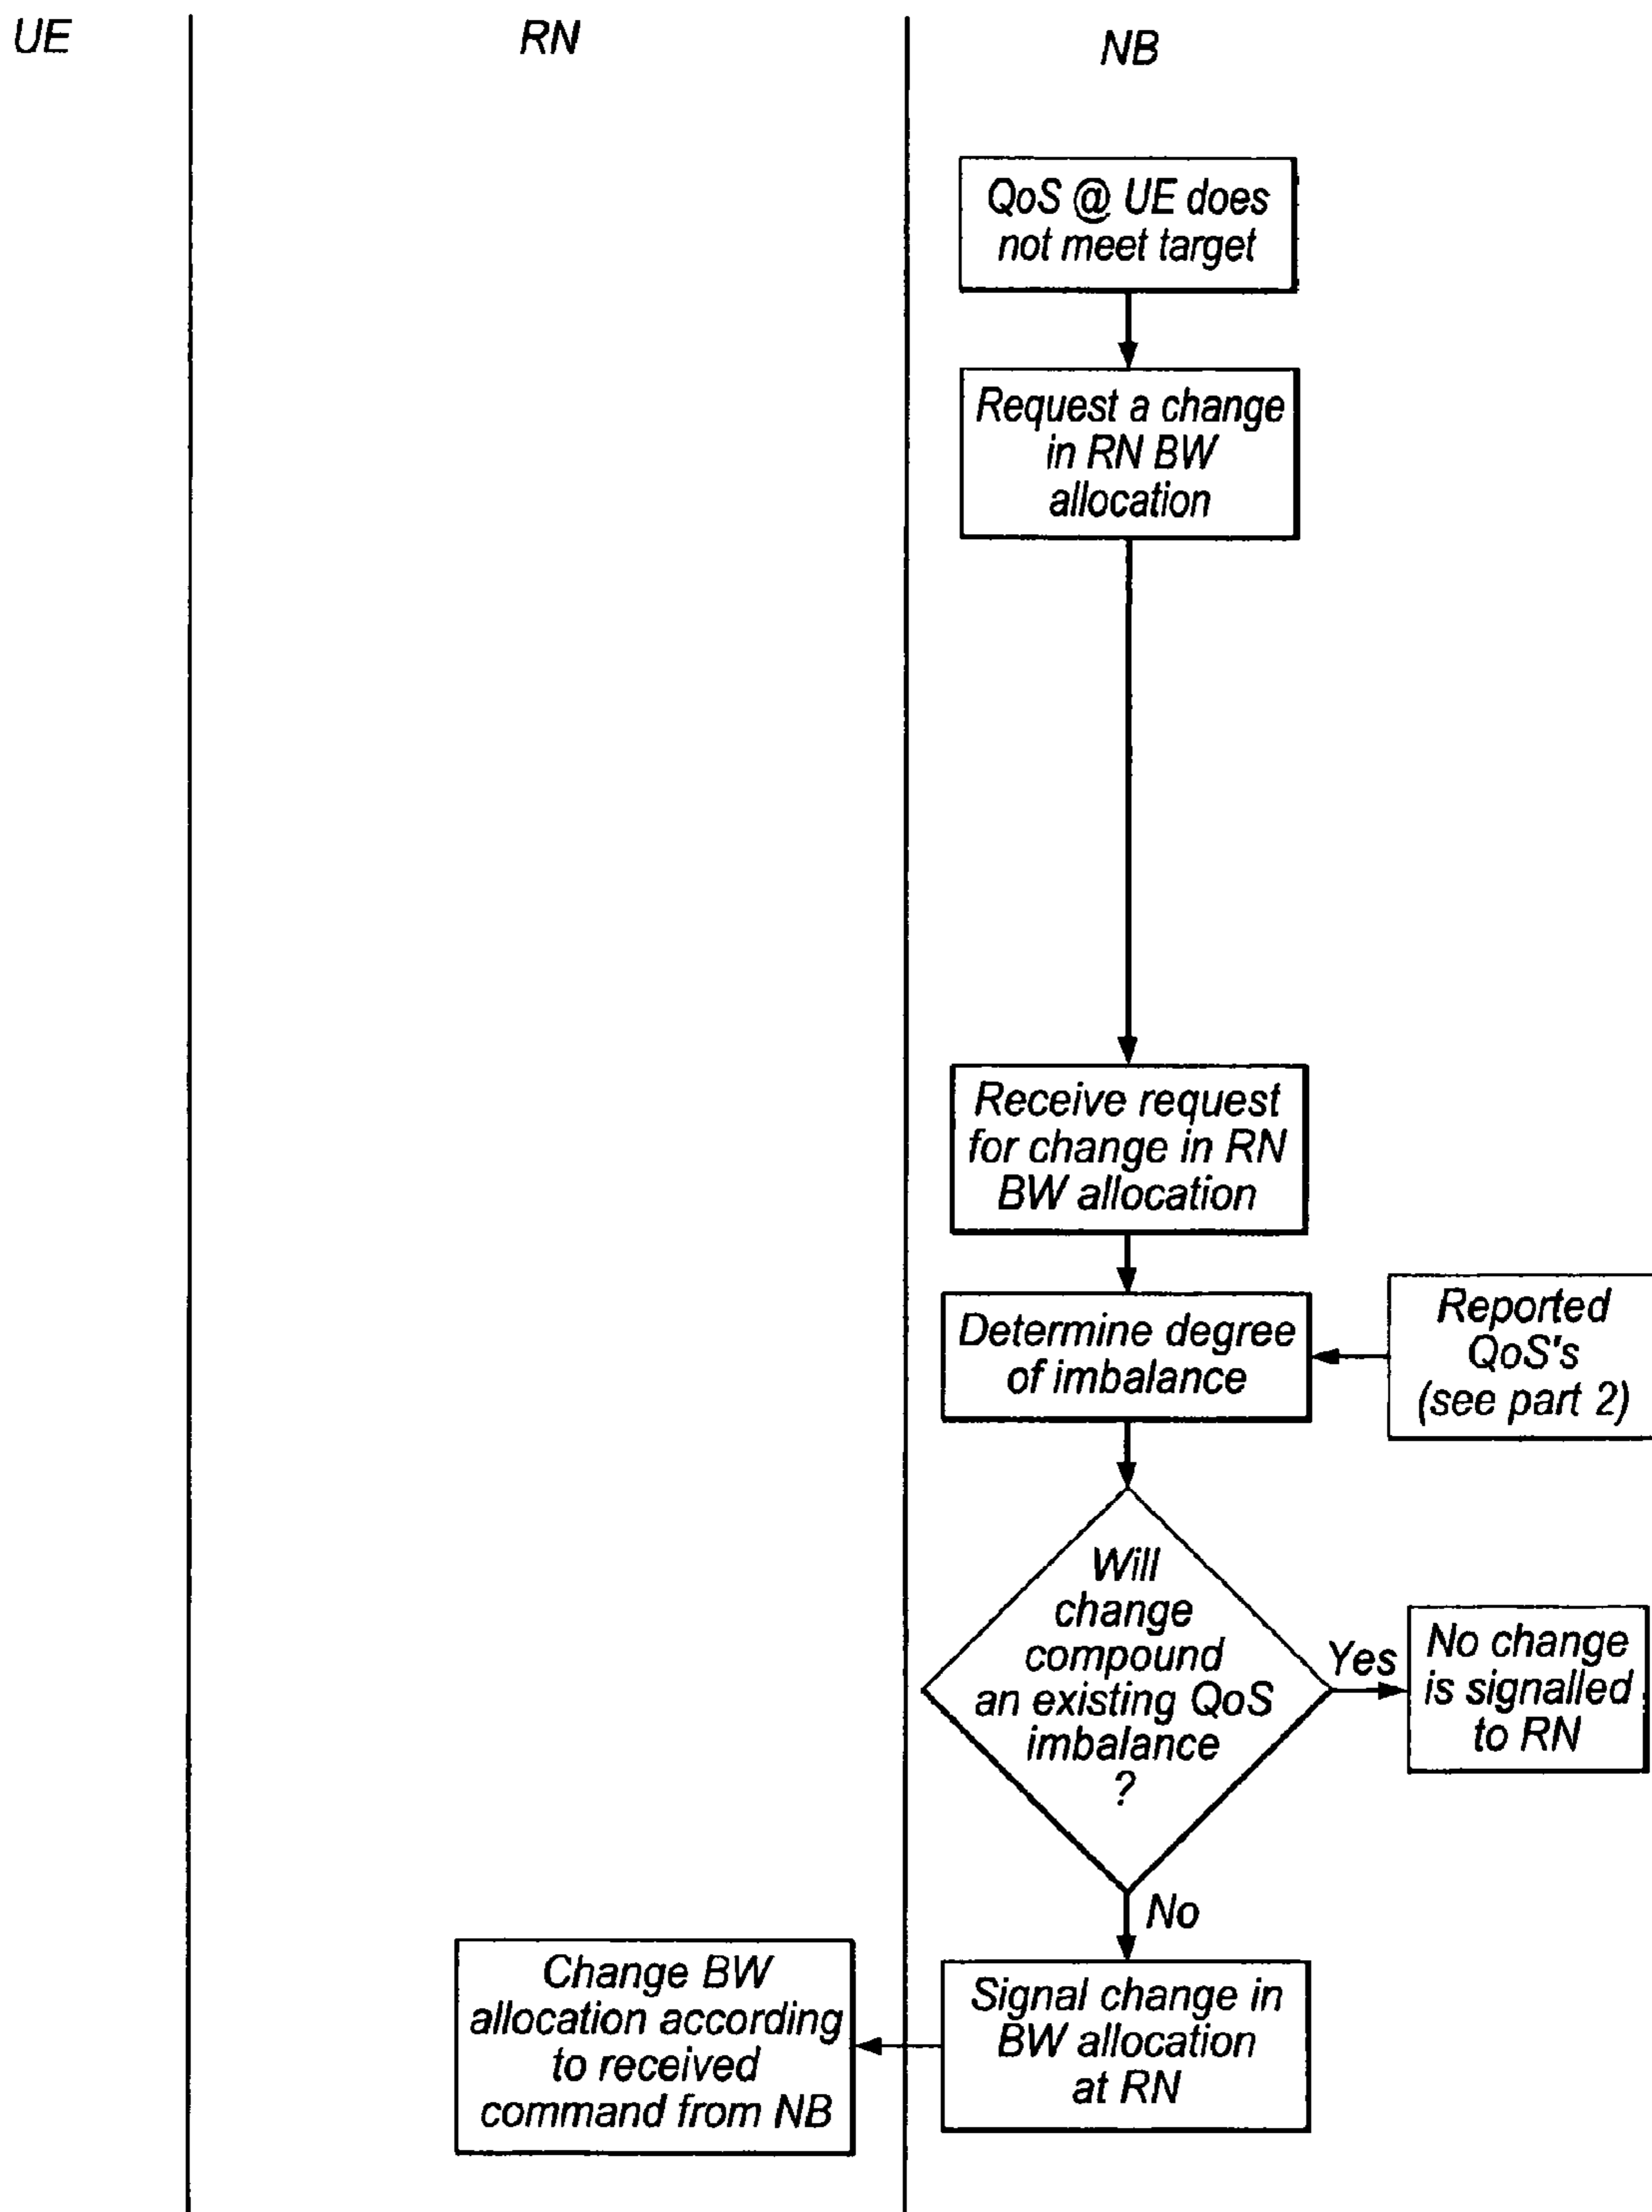 UE
RN
NB
QoS @ UE does
not meet target
Request a change
in RN BW
allocation
Receive request
for change in RN
BW allocation
Determine degree
of imbalance
Reported
QoS's
(see part 2)
Will
change
compound
an existing QoS
imbalance
?
Yes
No change
is signalled
to RN
No
Signal change in
BW allocation
at RN
Change BW
allocation according
to received
command from NB